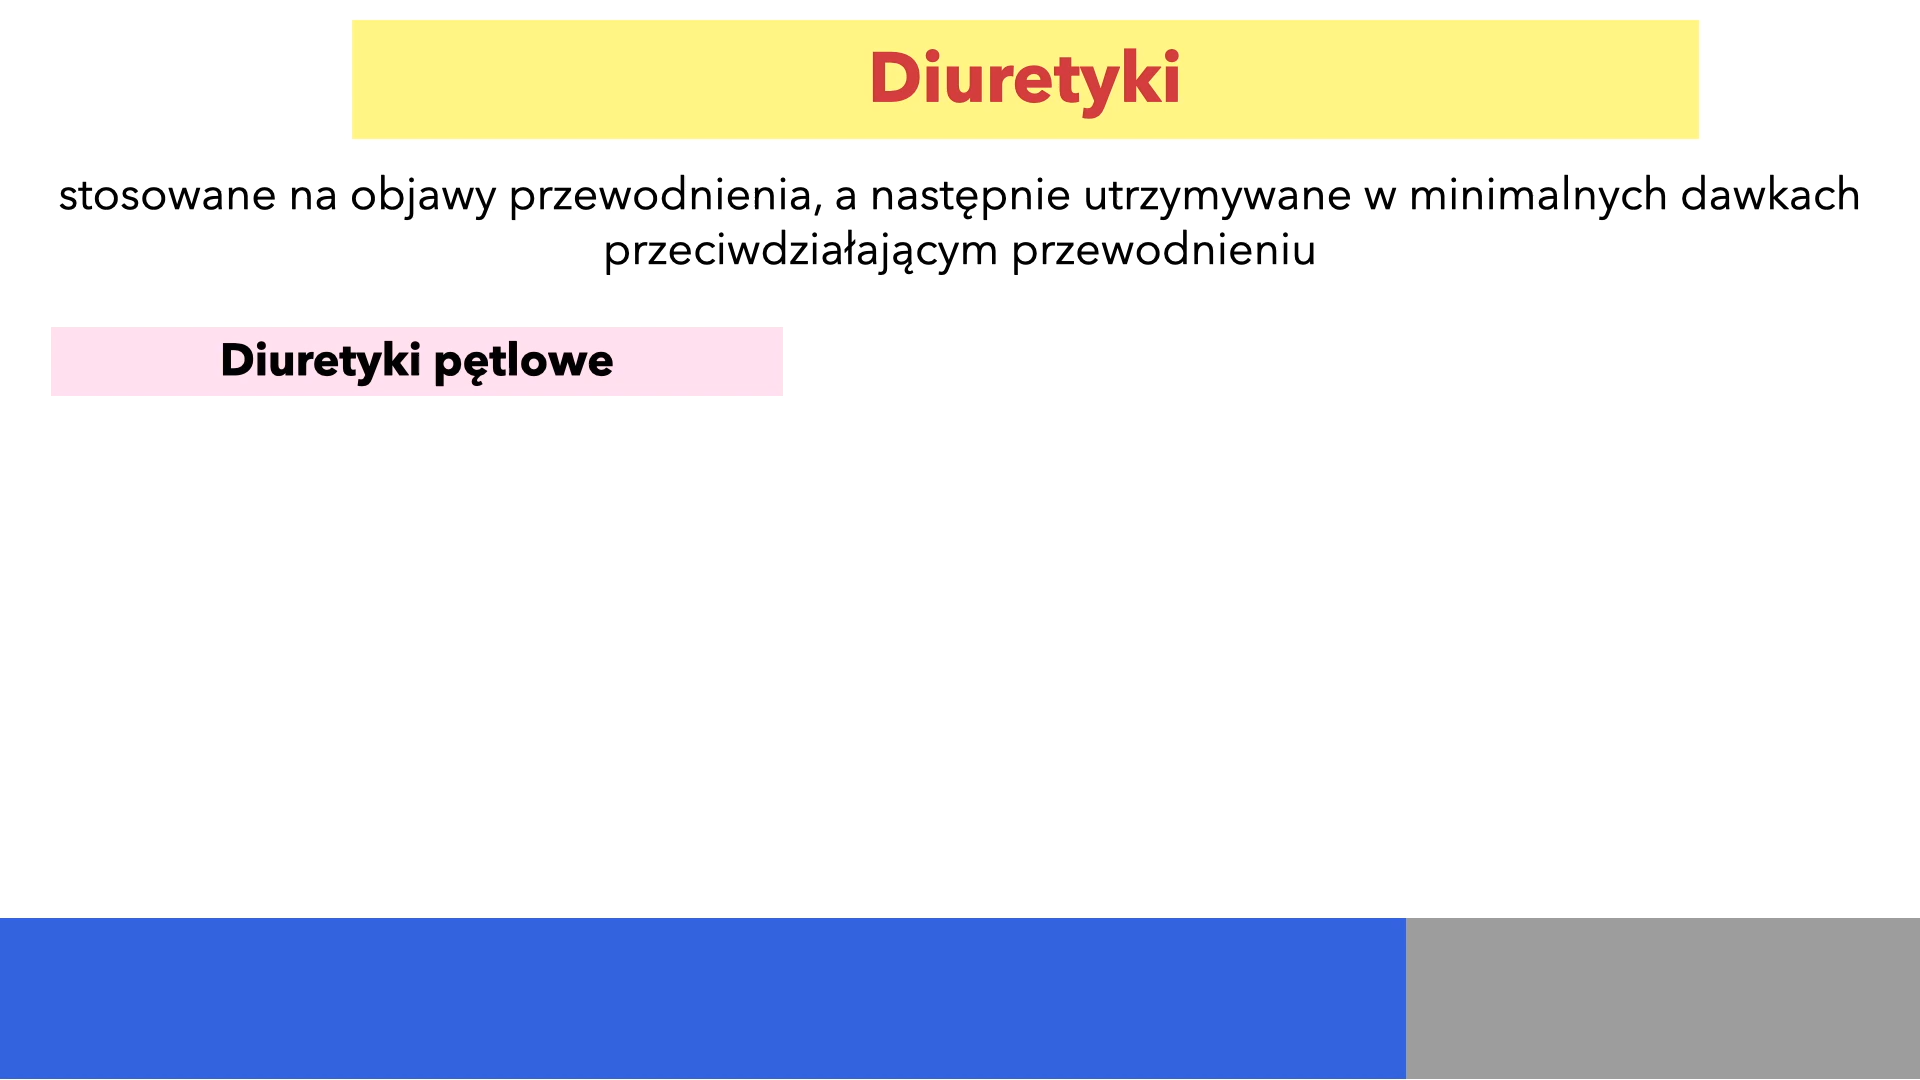 Diuretyki
stosowane na objawy przewodnienia, a następnie utrzymywane w minimalnych dawkach
przeciwdziałającym przewodnieniu
Diuretyki pętlowe